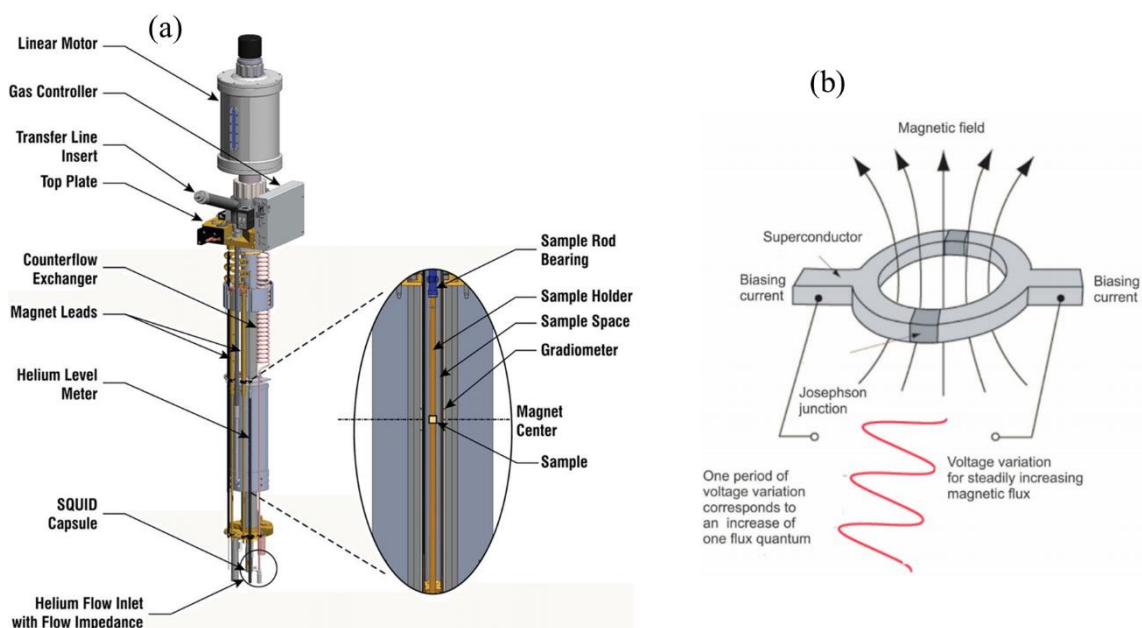 (a)
Linear Motor
Gas Controller
Transfer Line
Insert
Top Plate
Counterflow
Exchanger
Magnet Leads
Helium Level
Meter
SQUID
Capsule
Helium Flow Inlet
with Flow Impedance
Sample Rod
Bearing
Sample Holder
Sample Space
Gradiometer
Magnet
Center
Sample
(b)
Magnetic field
Superconductor
Biasing
current
Biasing
current
Josephson
junction
One period of
voltage variation
corresponds to
an increase of
one flux quantum
Voltage variation
for steadily increasing
magnetic flux